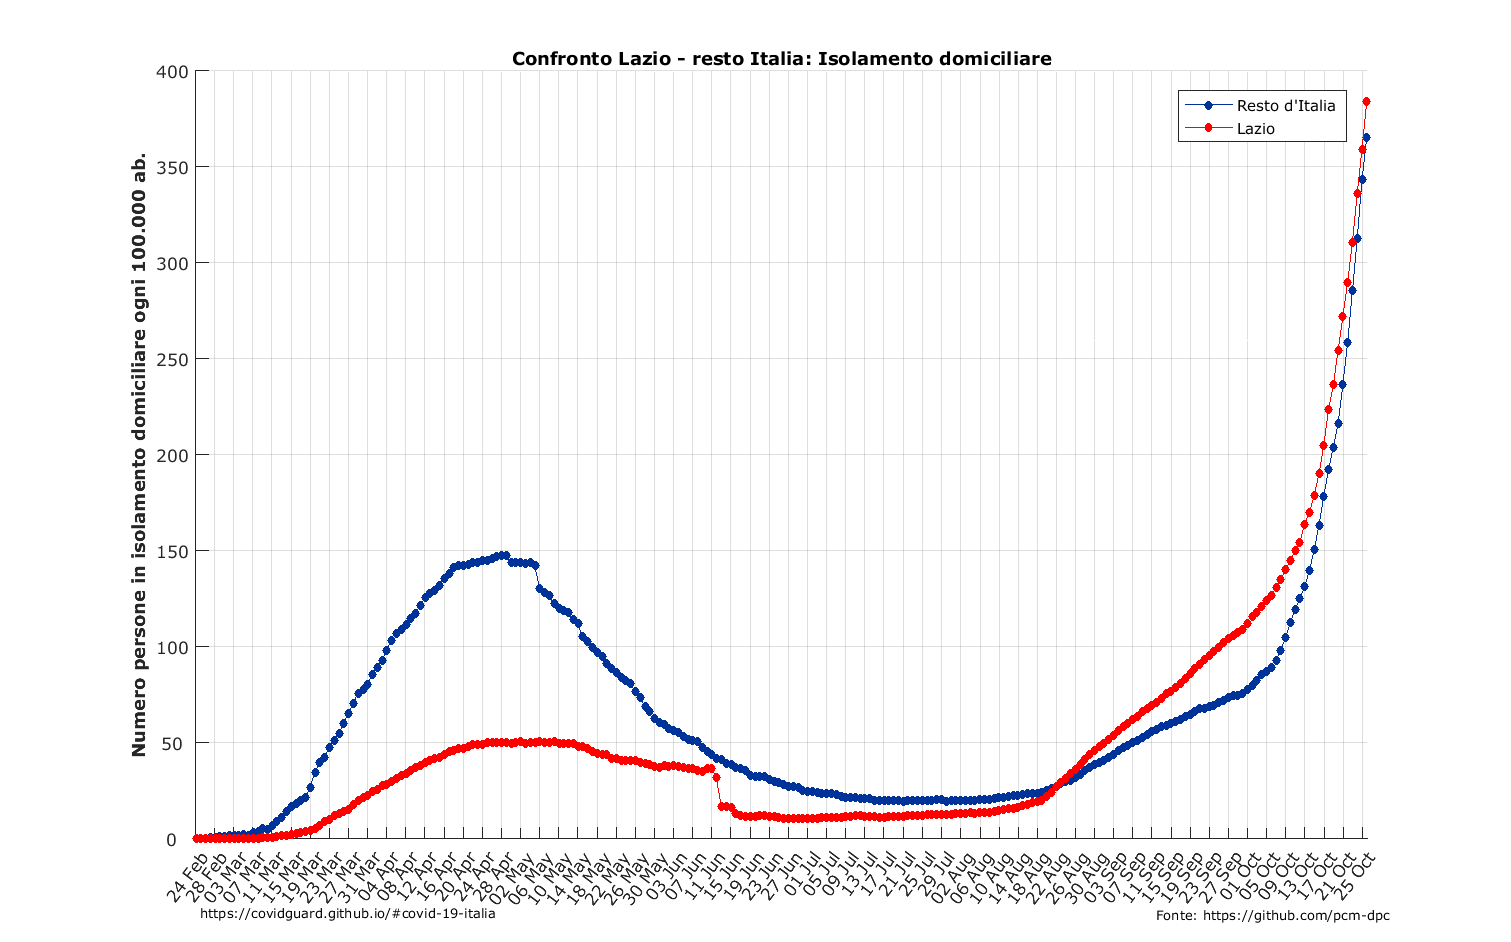 Confronto Lazio - resto Italia: Isolamento domiciliare
Numero persone in isolamento domiciliare ogni 100.000 ab.
400
350
300
250
200
150
100
50
0
Resto d'Italia
Lazio
24 Feb
28 Feb
03 Mar
07 Mar
11 Mar
15 Mar
19 Mar
23 Mar
27 Mar
31 Mar
04 Apr
08 Apr
12 Apr
16 Apr
20 Apr
24 Apr
28 Apr
02 May
06 May
10 May
14 May
18 May
22 May
26 May
30 May
03 Jun
07 Jun
11 Jun
15 Jun
19 Jun
23 Jun
27 Jun
01 Jul
05 Jul
09 Jul
13 Jul
17 Jul
21 Jul
25 Jul
29 Jul
02 Aug
06 Aug
10 Aug
14 Aug
18 Aug
22 Aug
26 Aug
30 Aug
03 Sep
07 Sep
11 Sep
15 Sep
19 Sep
23 Sep
27 Sep
01 Oct
05 Oct
09 Oct
13 Oct
17 Oct
21 Oct
25 Oct
https://covidguard.github.io/#covid-19-italia
Fonte: https://github.com/pcm-dpc